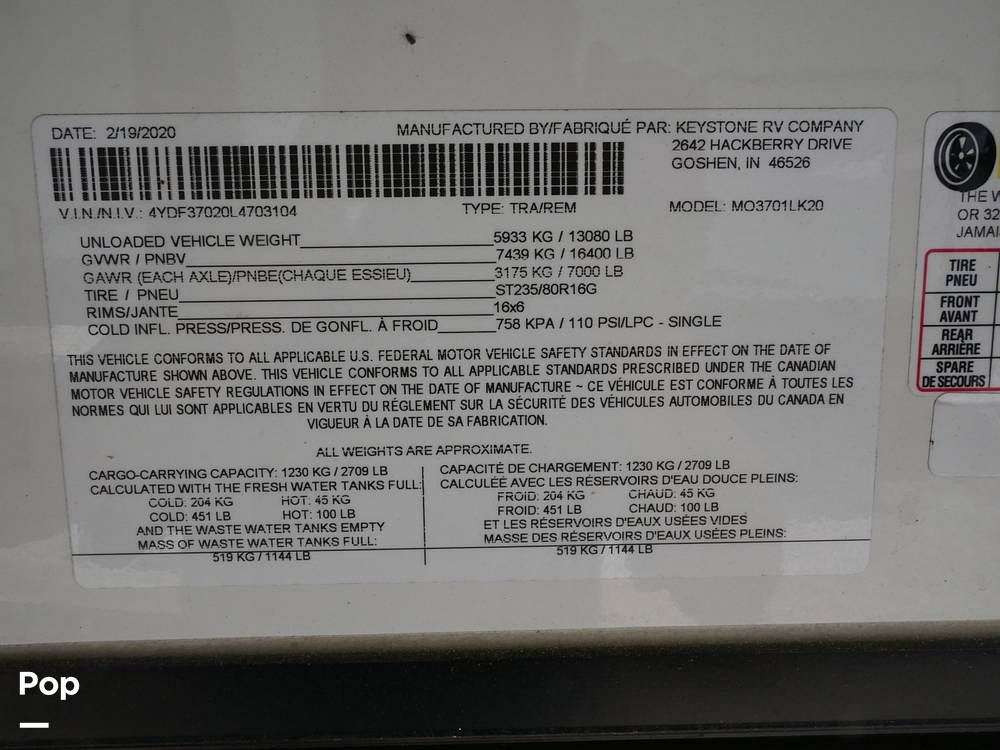 DATE: 2/19/2020
MANUFACTURED BY/FABRIQUÉ PAR: KEYSTONE RV COMPANY
2642 HACKBERRY DRIVE
GOSHEN, IN 46526
V.I.N./N.I.V.: 4YDF37020L4703104 TYPE: TRA/REM MODEL: MO3701LK20
UNLOADED VEHICLE WEIGHT 5933 KG / 13080 LB
GVWR / PNBV 7439 KG / 16400 LB
GAWR (EACH AXLE)/PNBE(CHAQUE ESSIEU) 3175 KG / 7000 LB
TIRE / PNEU ST235/80R16G
RIMS/JANTE 16x6
COLD INFL. PRESS/PRESS. DE GONFL. À FROID 758 KPA / 110 PSI/LPC - SINGLE
THIS VEHICLE CONFORMS TO ALL APPLICABLE U.S. FEDERAL MOTOR VEHICLE SAFETY STANDARDS IN EFFECT ON THE DATE OF
MANUFACTURE SHOWN ABOVE. THIS VEHICLE CONFORMS TO ALL APPLICABLE STANDARDS PRESCRIBED UNDER THE CANADIAN
MOTOR VEHICLE SAFETY REGULATIONS IN EFFECT ON THE DATE OF MANUFACTURE ~ CE VÉHICULE EST CONFORME À TOUTES LES
NORMES QUI LUI SONT APPLICABLES EN VERTU DU RÉGLEMENT SUR LA SÉCURITÉ DES VÉHICULES AUTOMOBILES DU CANADA EN
VIGUEUR À LA DATE DE SA FABRICATION.
ALL WEIGHTS ARE APPROXIMATE.
CARGO-CARRYING CAPACITY: 1230 KG / 2709 LB
CALCULATED WITH THE FRESH WATER TANKS FULL:
COLD: 204 KG HOT: 45 KG
COLD: 451 LB HOT: 100 LB
AND THE WASTE WATER TANKS EMPTY
MASS OF WASTE WATER TANKS FULL:
519 KG / 1144 LB
CAPACITÉ DE CHARGEMENT: 1230 KG / 2709 LB
CALCULÉE AVEC LES RÉSERVOIRS D'EAU DOUCE PLEINS:
FROID: 204 KG CHAUD: 45 KG
FROID: 451 LB CHAUD: 100 LB
ET LES RÉSERVOIRS D'EAUX USÉES VIDES
MASSE DES RÉSERVOIRS D'EAUX USÉES PLEINS:
519 KG / 1144 LB
THE
OR 32
TIRE
PNEU
FRONT
AVANT
REAR
ARRIÈRE
SPARE
DE SECOURS
Pop